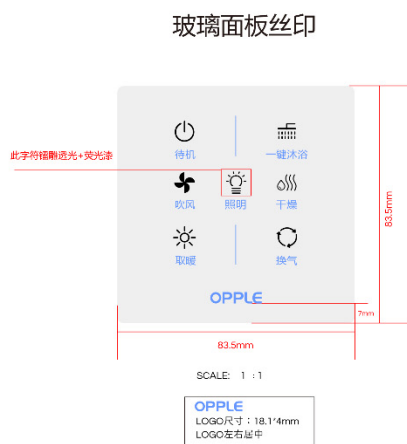 玻璃面板丝印
待机 一键沐浴
此字符镭雕透光+荧光漆
吹风 照明 干燥
取暖 换气
OPPLE
83.5mm
7mm
83.5mm
SCALE: 1 : 1
OPPLE
LOGO尺寸：18.1*4mm
LOGO左右居中